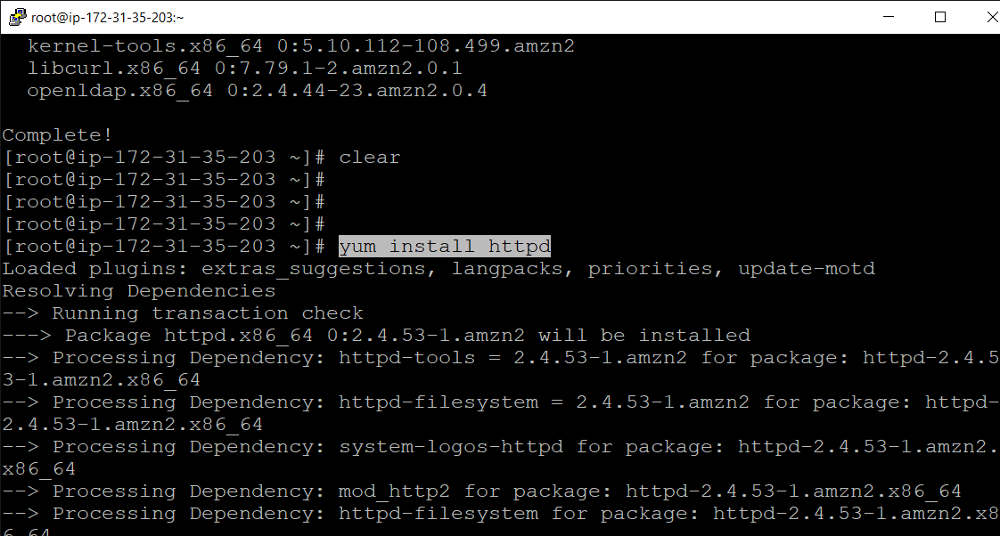 root@ip-172-31-35-203:~
kernel-tools.x86_64 0:5.10.112-108.499.amzn2
libcurl.x86_64 0:7.79.1-2.amzn2.0.1
openldap.x86_64 0:2.4.44-23.amzn2.0.4
Complete!
[root@ip-172-31-35-203 ~]# clear
[root@ip-172-31-35-203 ~]#
[root@ip-172-31-35-203 ~]#
[root@ip-172-31-35-203 ~]#
[root@ip-172-31-35-203 ~]# yum install httpd
Loaded plugins: extras_suggestions, langpacks, priorities, update-motd
Resolving Dependencies
--> Running transaction check
---> Package httpd.x86_64 0:2.4.53-1.amzn2 will be installed
--> Processing Dependency: httpd-tools = 2.4.53-1.amzn2 for package: httpd-2.4.5
3-1.amzn2.x86_64
--> Processing Dependency: httpd-filesystem = 2.4.53-1.amzn2 for package: httpd-
2.4.53-1.amzn2.x86_64
--> Processing Dependency: system-logos-httpd for package: httpd-2.4.53-1.amzn2.
x86_64
--> Processing Dependency: mod_http2 for package: httpd-2.4.53-1.amzn2.x86_64
--> Processing Dependency: httpd-filesystem for package: httpd-2.4.53-1.amzn2.x8
6_64